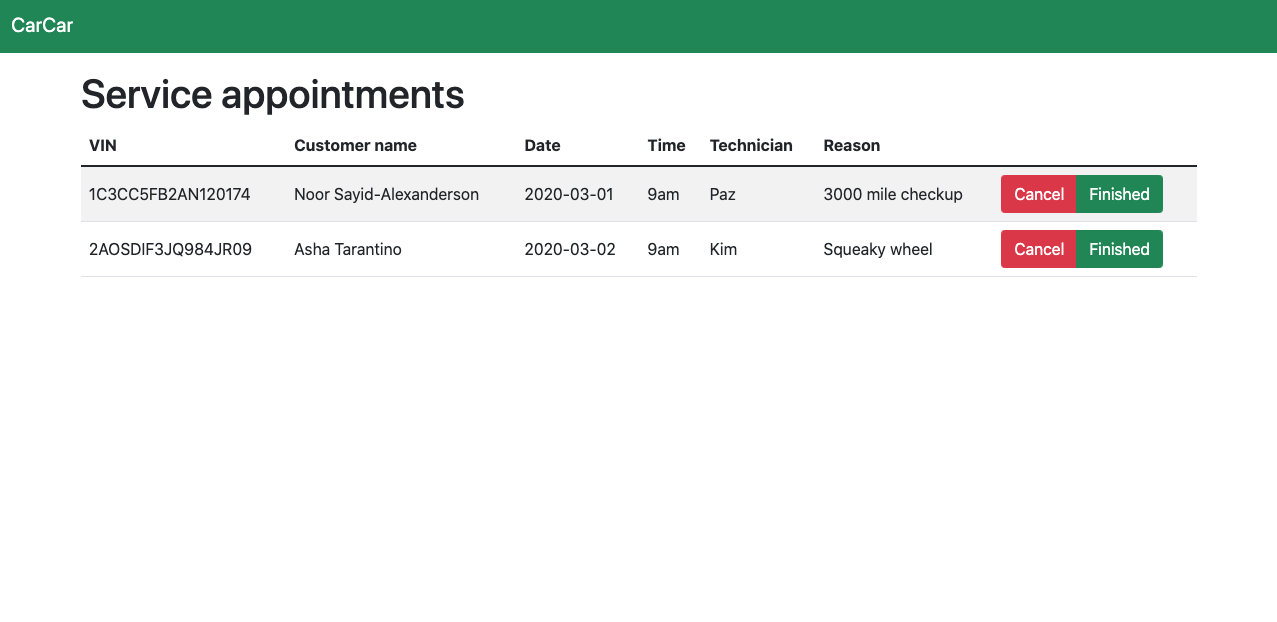 CarCar
Service appointments
VIN Customer name Date Time Technician Reason
1C3CC5FB2AN120174 Noor Sayid-Alexanderson 2020-03-01 9am Paz 3000 mile checkup Cancel Finished
2AOSDIF3JQ984JR09 Asha Tarantino 2020-03-02 9am Kim Squeaky wheel Cancel Finished